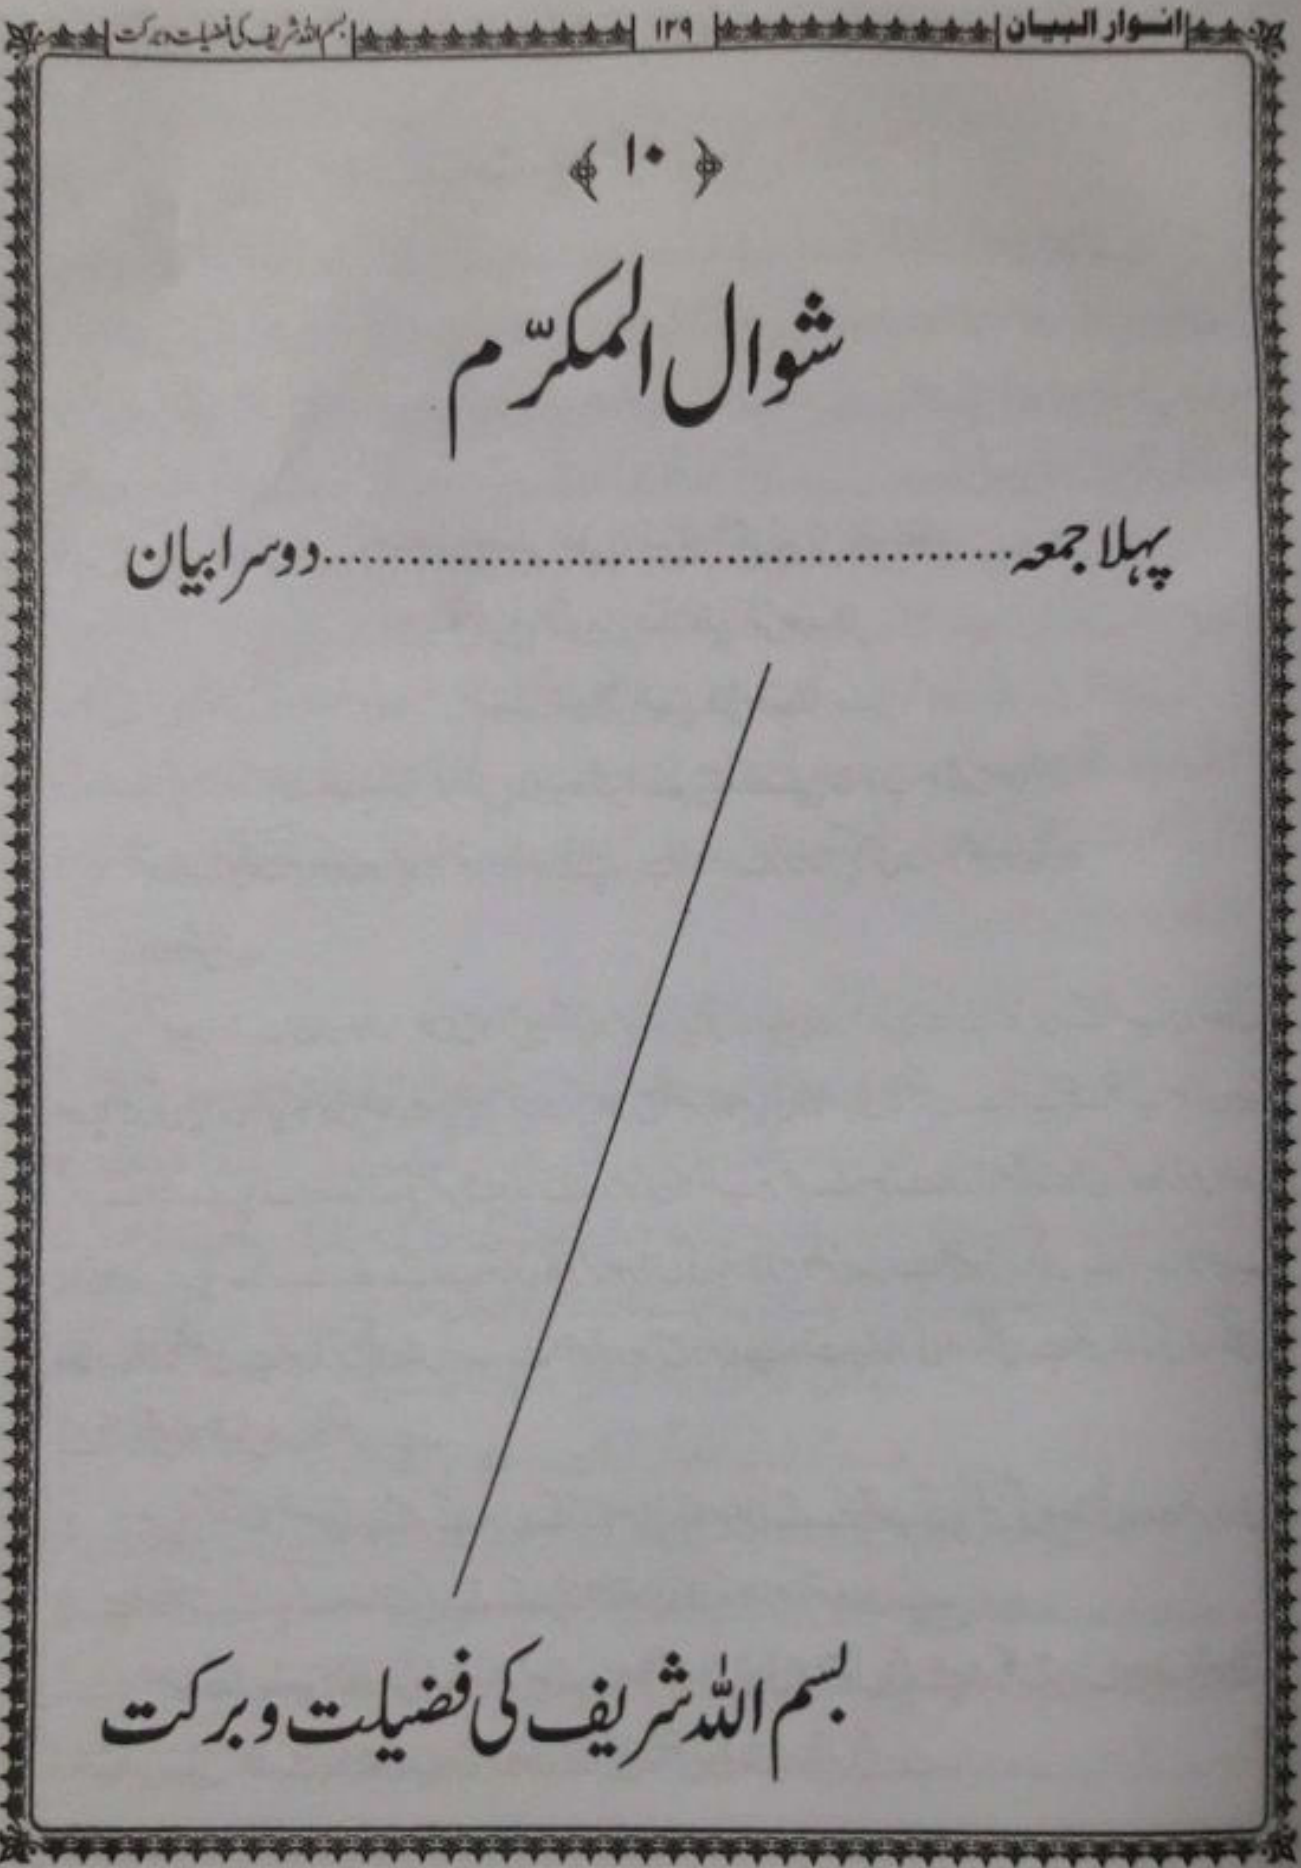 انوار البیان ۱۲۹ بسم اللہ شریف کی فضیلت و برکت
﴿ ۱۰ ﴾
شوال المکرّم
پہلا جمعہ................................................دوسرا بیان
بسم اللہ شریف کی فضیلت و برکت